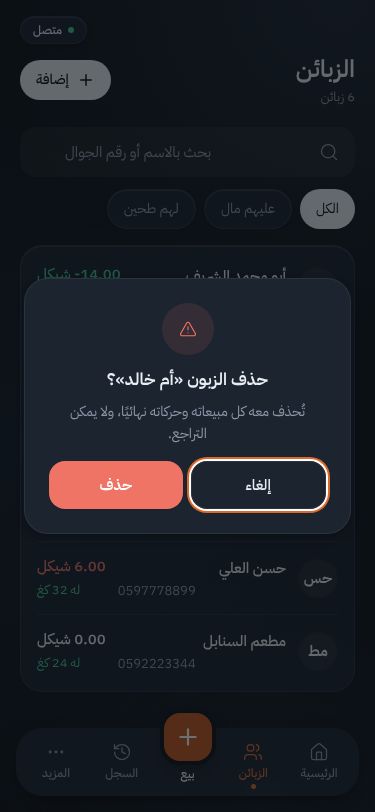 متصل
الزبائن
6 زبائن
إضافة
بحث بالاسم أو رقم الجوال
الكل
عليهم مال
لهم طحين
أبو محمد الشريف
-14.00 شيكل
حذف الزبون «أم خالد»؟
تُحذف معه كل مبيعاته وحركاته نهائيًا، ولا يمكن
التراجع.
إلغاء
حذف
حس
حسن العلي
0597778899
6.00 شيكل
له 32 كغ
مط
مطعم السنابل
0592223344
0.00 شيكل
له 24 كغ
الرئيسية
الزبائن
بيع
السجل
المزيد